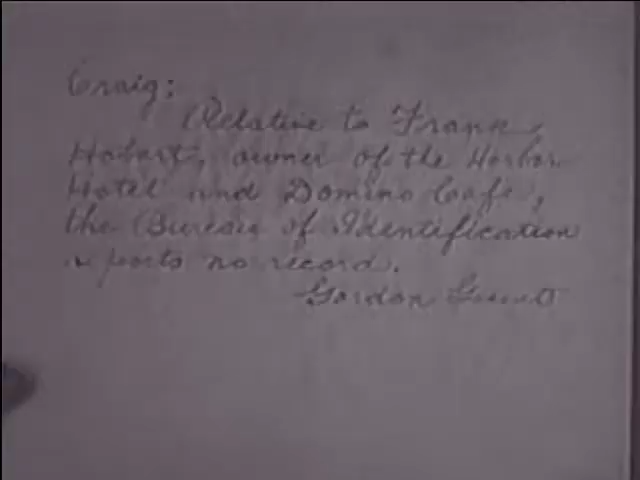 Craig:
Relative to Frank
Hobart, owner of the Harbor
Hotel and Domino Cafe,
the Bureau of Identification
reports no record.
Gordon